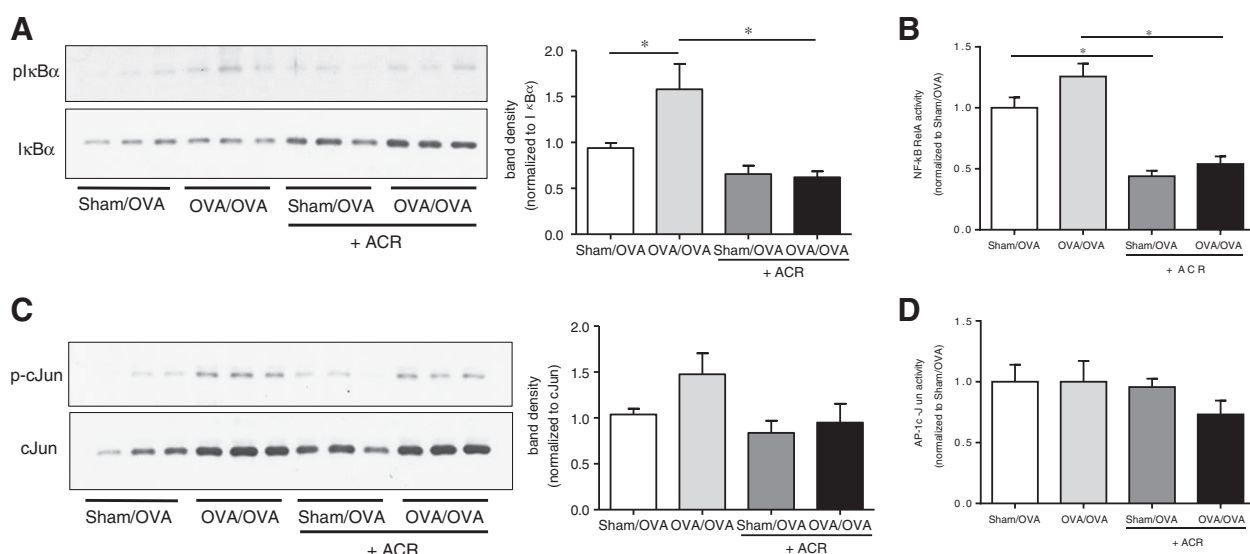 A
pIκBα
IκBα
Sham/OVA OVA/OVA Sham/OVA OVA/OVA
+ ACR
band density
(normalized to I κBα)
2.0
1.5
1.0
0.5
0.0
* *
Sham/OVA OVA/OVA Sham/OVA OVA/OVA
+ ACR
B
NF-kB RelA activity
(normalized to Sham/OVA)
1.5
1.0
0.5
0.0
*
*
Sham/OVA OVA/OVA Sham/OVA OVA/OVA
+ ACR
C
p-cJun
cJun
Sham/OVA OVA/OVA Sham/OVA OVA/OVA
+ ACR
band density
(normalized to cJun)
2.0
1.5
1.0
0.5
0.0
Sham/OVA OVA/OVA Sham/OVA OVA/OVA
+ ACR
D
AP-1c -J un activity
(normalized to Sham/OVA)
1.5
1.0
0.5
0.0
Sham/OVA OVA/OVA Sham/OVA OVA/OVA
+ ACR